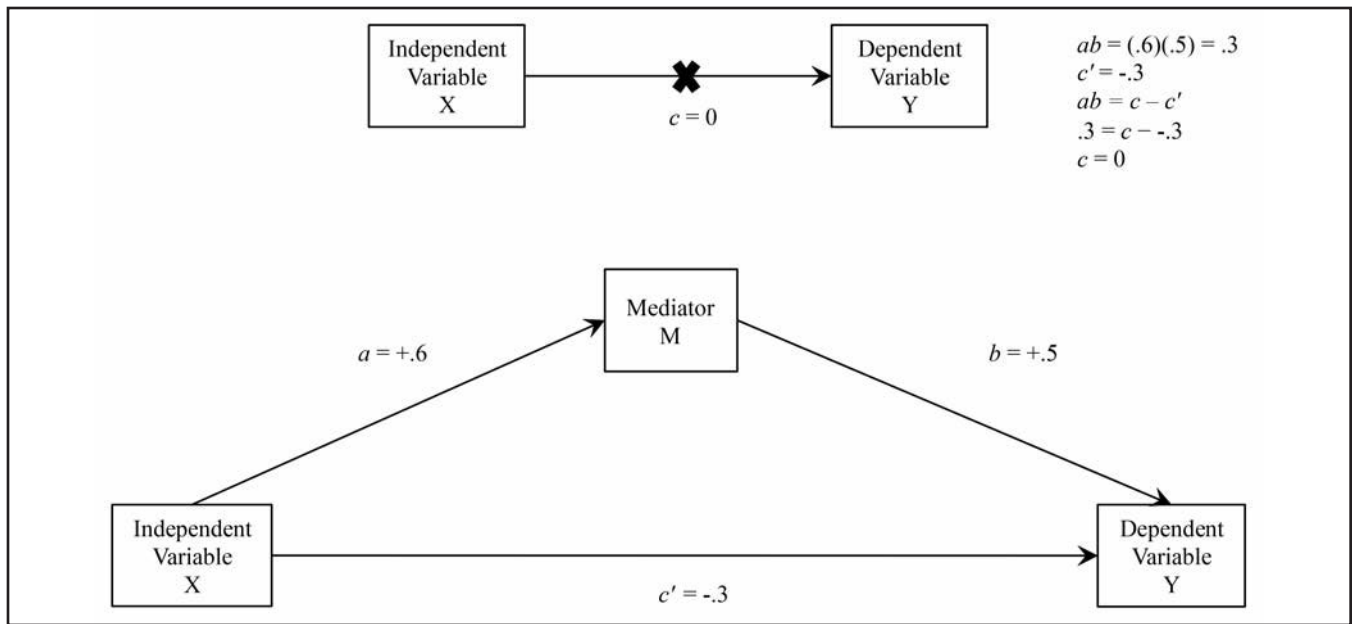 Independent
Variable
X
Dependent
Variable
Y
c = 0
ab = (.6)(.5) = .3
c' = -.3
ab = c – c'
.3 = c − -.3
c = 0
Mediator
M
a = +.6
b = +.5
Independent
Variable
X
Dependent
Variable
Y
c' = -.3